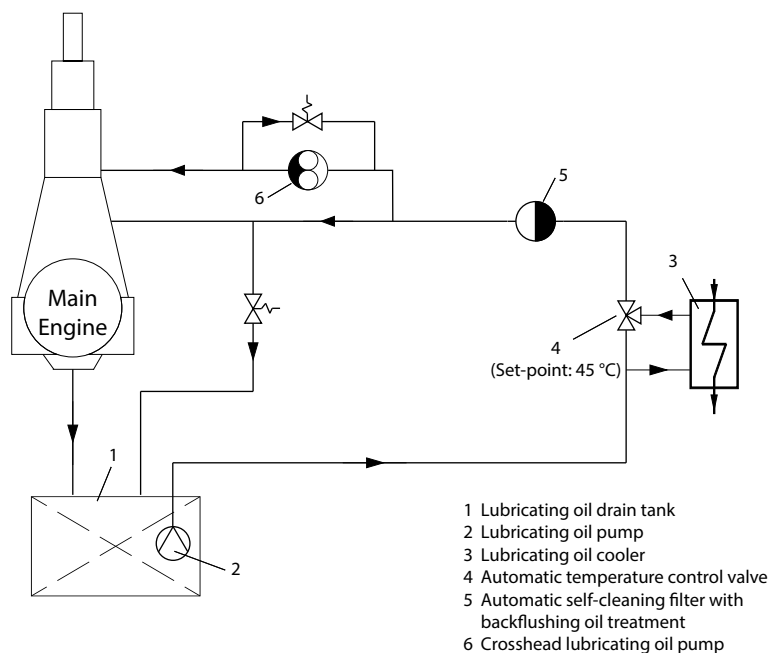 6
5
3
Main
Engine
4
(Set-point: 45 °C)
1
2
1 Lubricating oil drain tank
2 Lubricating oil pump
3 Lubricating oil cooler
4 Automatic temperature control valve
5 Automatic self-cleaning filter with
backflushing oil treatment
6 Crosshead lubricating oil pump